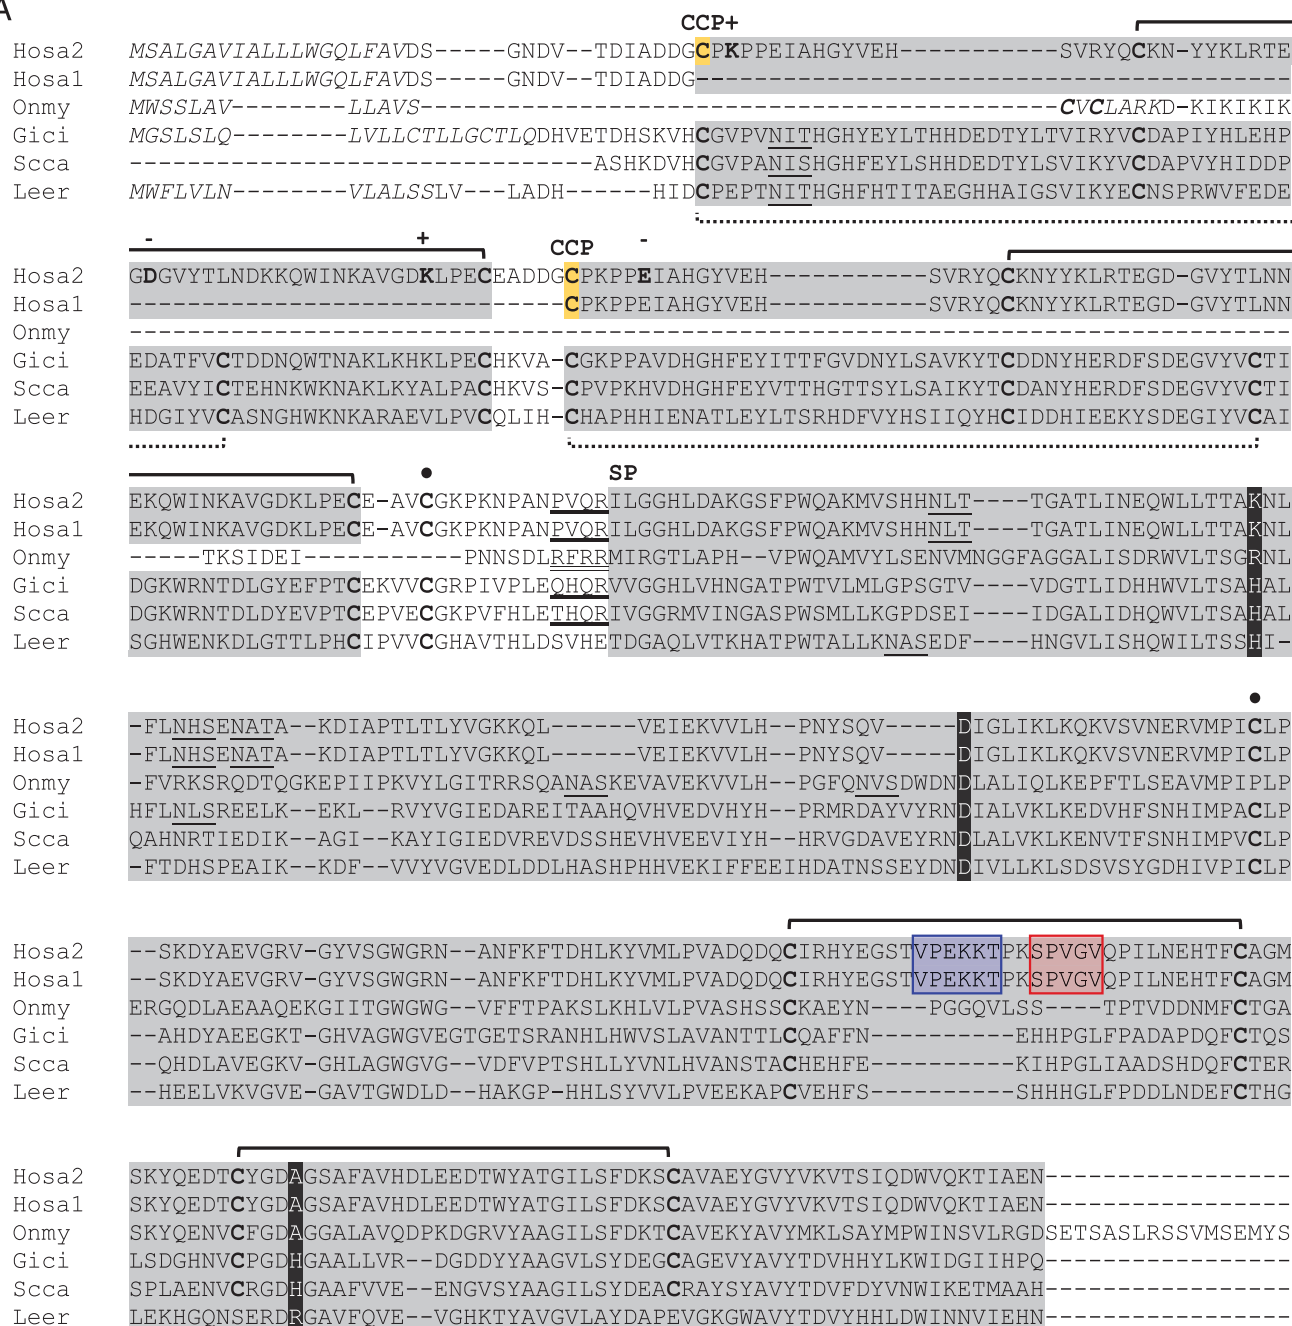 A
CCP+
Hosa2 MSALGAVIALLLWGQLFAVDS-----GNDV--TDIADDGCPKPPEIAHGYVEH-----------SVRYQCKN-YYKLRTE
Hosa1 MSALGAVIALLLWGQLFAVDS-----GNDV--TDIADDG-----------------------------------------
Onmy MWSSLAV--------LLAVS--------------------------------------------CVCLARKD-KIKIKIK
Gici MGSLSLQ--------LVLLCTLLGCTLQDHVETDHSKVHCGVPVNITHGHYEYLTHHDEDTYLTVIRYVCDAPIYHLEHP
Scca --------------------------------ASHKDVHCGVPANISHGHFEYLSHHDEDTYLSVIKYVCDAPVYHIDDP
Leer MWFLVLN--------VLALSSLV---LADH------HIDCPEPTNITHGHFHTITAEGHHAIGSVIKYECNSPRWVFEDE
- + CCP -
Hosa2 GDGVYTLNDKKQWINKAVGDKLPECEADDGCPKPPEIAHGYVEH-----------SVRYQCKNYYKLRTEGD-GVYTLNN
Hosa1 ------------------------------CPKPPEIAHGYVEH-----------SVRYQCKNYYKLRTEGD-GVYTLNN
Onmy --------------------------------------------------------------------------------
Gici EDATFVCTDDNQWTNAKLKHKLPECHKVA-CGKPPAVDHGHFEYITTFGVDNYLSAVKYTCDDNYHERDFSDEGVYVCTI
Scca EEAVYICTEHNKWKNAKLKYALPACHKVS-CPVPKHVDHGHFEYVTTHGTTSYLSAIKYTCDANYHERDFSDEGVYVCTI
Leer HDGIYVCASNGHWKNKARAEVLPVCQLIH-CHAPHHIENATLEYLTSRHDFVYHSIIQYHCIDDHIEEKYSDEGIYVCAI
● SP
Hosa2 EKQWINKAVGDKLPECE-AVCGKPKNPANPVQRILGGHLDAKGSFPWQAKMVSHHNLT----TGATLINEQWLLTTAKNL
Hosa1 EKQWINKAVGDKLPECE-AVCGKPKNPANPVQRILGGHLDAKGSFPWQAKMVSHHNLT----TGATLINEQWLLTTAKNL
Onmy -----TKSIDEI-----------PNNSDLRFRRMIRGTLAPH--VPWQAMVYLSENVMNGGFAGGALISDRWVLTSGRNL
Gici DGKWRNTDLGYEFPTCEKVVCGRPIVPLEQHQRVVGGHLVHNGATPWTVLMLGPSGTV----VDGTLIDHHWVLTSAHAL
Scca DGKWRNTDLDYEVPTCEPVECGKPVFHLETHQRIVGGRMVINGASPWSMLLKGPDSEI----IDGALIDHQWVLTSAHAL
Leer SGHWENKDLGTTLPHCIPVVCGHAVTHLDSVHETDGAQLVTKHATPWTALLKNASEDF----HNGVLISHQWILTSSHI-
●
Hosa2 -FLNHSENATA--KDIAPTLTLYVGKKQL------VEIEKVVLH--PNYSQV-----DIGLIKLKQKVSVNERVMPICLP
Hosa1 -FLNHSENATA--KDIAPTLTLYVGKKQL------VEIEKVVLH--PNYSQV-----DIGLIKLKQKVSVNERVMPICLP
Onmy -FVRKSRQDTQGKEPIIPKVYLGITRRSQANASKEVAVEKVVLH--PGFQNVSDWDNDLALIQLKEPFTLSEAVMPIPLP
Gici HFLNLSREELK--EKL--RVYVGIEDAREITAAHQVHVEDVHYH--PRMRDAYVYRNDIALVKLKEDVHFSNHIMPACLP
Scca QAHNRTIEDIK--AGI--KAYIGIEDVREVDSSHEVHVEEVIYH--HRVGDAVEYRNDLALVKLKENVTFSNHIMPVCLP
Leer -FTDHSPEAIK--KDF--VVYVGVEDLDDLHASHPHHVEKIFFEEIHDATNSSEYDNDIVLLKLSDSVSYGDHIVPICLP
Hosa2 --SKDYAEVGRV-GYVSGWGRN--ANFKFTDHLKYVMLPVADQDQCIRHYEGSTVPEKKTPKSPVGVQPILNEHTFCAGM
Hosa1 --SKDYAEVGRV-GYVSGWGRN--ANFKFTDHLKYVMLPVADQDQCIRHYEGSTVPEKKTPKSPVGVQPILNEHTFCAGM
Onmy ERGQDLAEAAQEKGIITGWGWG--VFFTPAKSLKHLVLPVASHSSCKAEYN----PGGQVLSS----TPTVDDNMFCTGA
Gici --AHDYAEEGKT-GHVAGWGVEGTGETSRANHLHWVSLAVANTTLCQAFFN----------EHHPGLFPADAPDQFCTQS
Scca --QHDLAVEGKV-GHLAGWGVG--VDFVPTSHLLYVNLHVANSTACHEHFE----------KIHPGLIAADSHDQFCTER
Leer --HEELVKVGVE-GAVTGWDLD--HAKGP-HHLSYVVLPVEEKAPCVEHFS----------SHHHGLFPDDLNDEFCTHG
Hosa2 SKYQEDTCYGDAGSAFAVHDLEEDTWYATGILSFDKSCAVAEYGVYVKVTSIQDWVQKTIAEN-----------------
Hosa1 SKYQEDTCYGDAGSAFAVHDLEEDTWYATGILSFDKSCAVAEYGVYVKVTSIQDWVQKTIAEN-----------------
Onmy SKYQENVCFGDAGGALAVQDPKDGRVYAAGILSFDKTCAVEKYAVYMKLSAYMPWINSVLRGDSETSASLRSSVMSEMYS
Gici LSDGHNVCPGDHGAALLVR--DGDDYYAAGVLSYDEGCAGEVYAVYTDVHHYLKWIDGIIHPQ-----------------
Scca SPLAENVCRGDHGAAFVVE--ENGVSYAAGILSYDEACRAYSYAVYTDVFDYVNWIKETMAAH-----------------
Leer LEKHGQNSERDRGAVFQVE--VGHKTYAVGVLAYDAPEVGKGWAVYTDVYHHLDWINNVIEHN-----------------